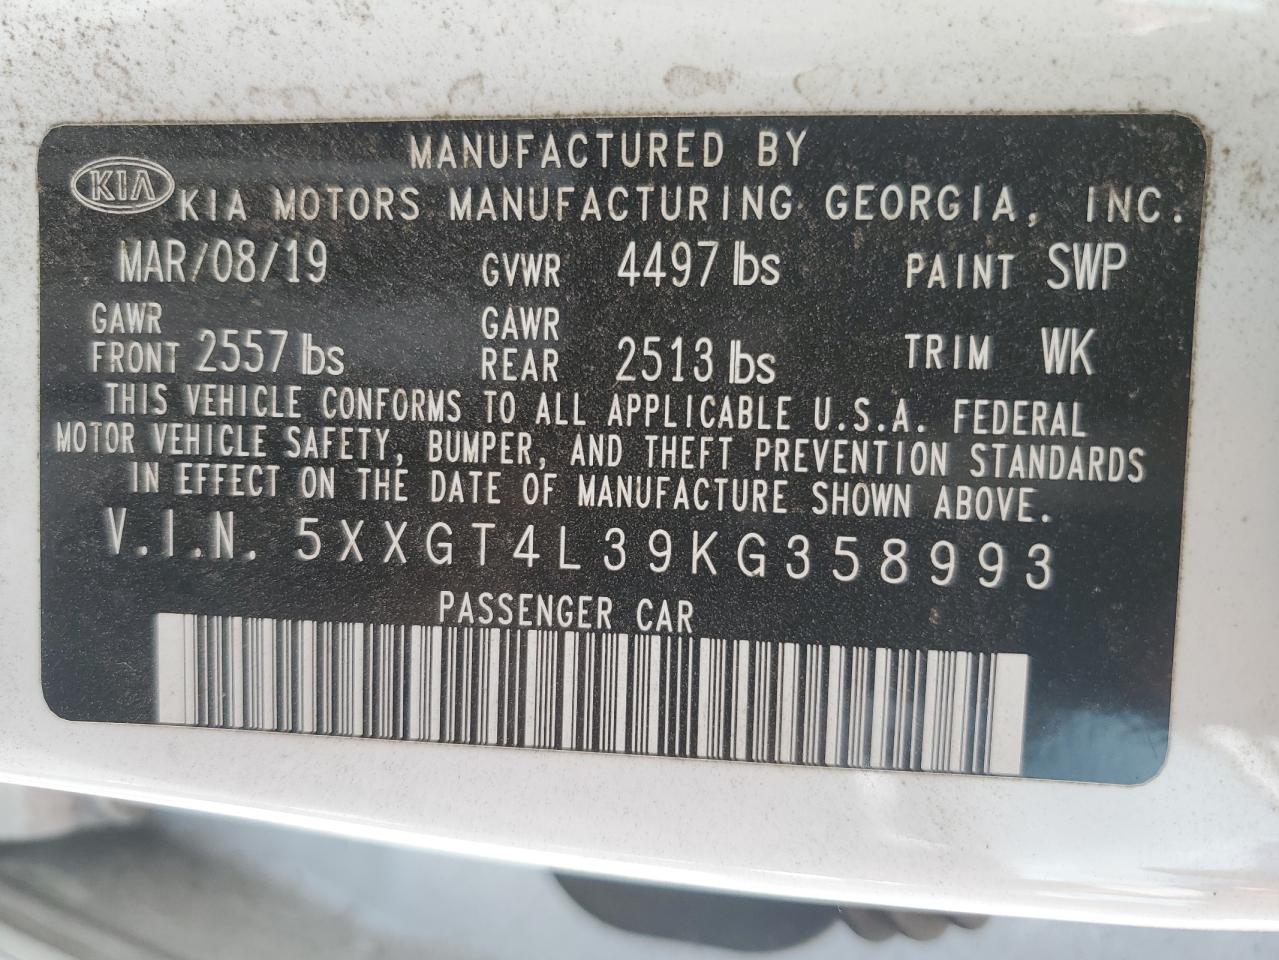 MANUFACTURED BY
KIA
KIA MOTORS MANUFACTURING GEORGIA, INC.
MAR/08/19 GVWR 4497 lbs PAINT SWP
GAWR FRONT 2557 lbs GAWR REAR 2513 lbs TRIM WK
THIS VEHICLE CONFORMS TO ALL APPLICABLE U.S.A. FEDERAL
MOTOR VEHICLE SAFETY, BUMPER, AND THEFT PREVENTION STANDARDS
IN EFFECT ON THE DATE OF MANUFACTURE SHOWN ABOVE.
V.I.N. 5XXGT4L39KG358993
PASSENGER CAR